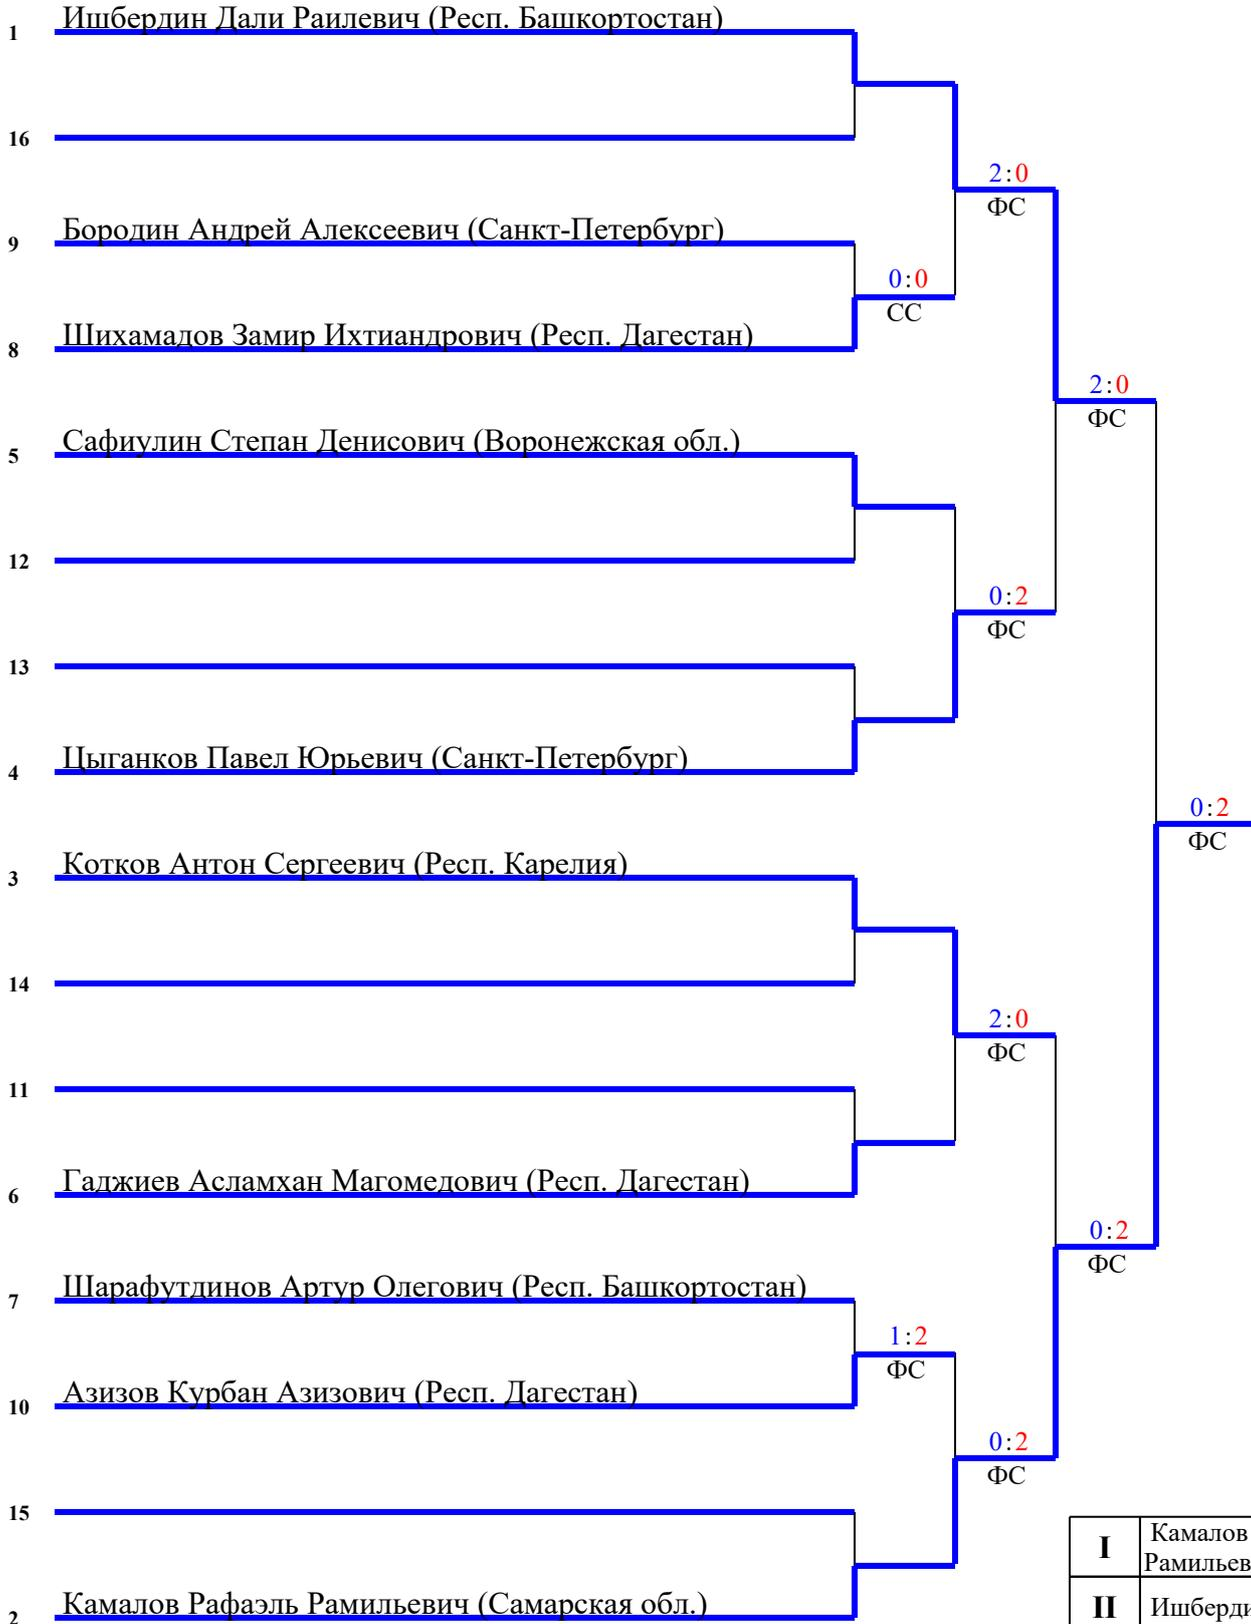 1 Ишбердин Дали Раилевич (Респ. Башкортостан)
16
2:0
ФС
9 Бородин Андрей Алексеевич (Санкт-Петербург)
0:0
СС
8 Шихамадов Замир Ихтиандрович (Респ. Дагестан)
2:0
ФС
5 Сафиулин Степан Денисович (Воронежская обл.)
12
0:2
ФС
13
4 Цыганков Павел Юрьевич (Санкт-Петербург)
0:2
ФС
3 Котков Антон Сергеевич (Респ. Карелия)
14
2:0
ФС
11
6 Гаджиев Асламхан Магомедович (Респ. Дагестан)
0:2
ФС
7 Шарафутдинов Артур Олегович (Респ. Башкортостан)
1:2
ФС
10 Азизов Курбан Азизович (Респ. Дагестан)
0:2
ФС
15
I Камалов
Рамильев
2 Камалов Рафаэль Рамильевич (Самарская обл.)
II Ишберди